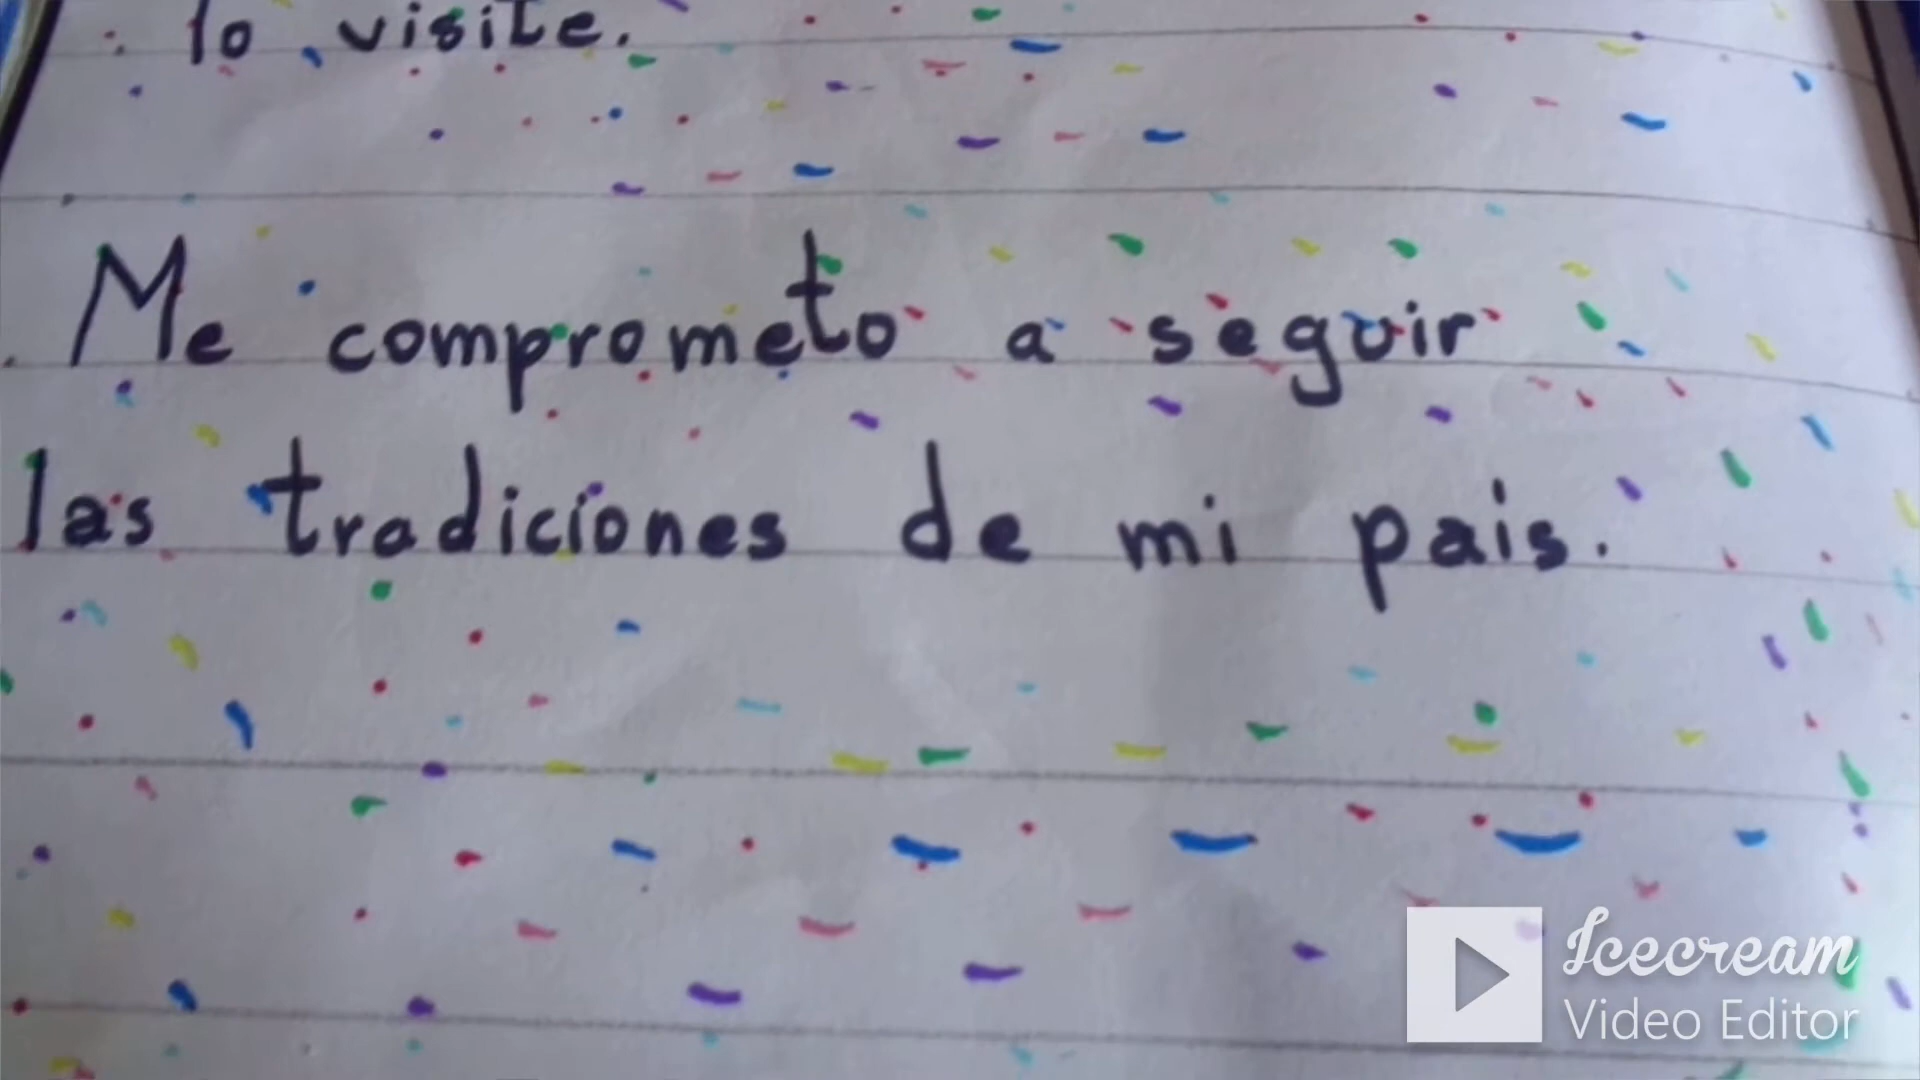 lo visite.
Me comprometo a seguir
las tradiciones de mi pais.
Icecream
Video Editor